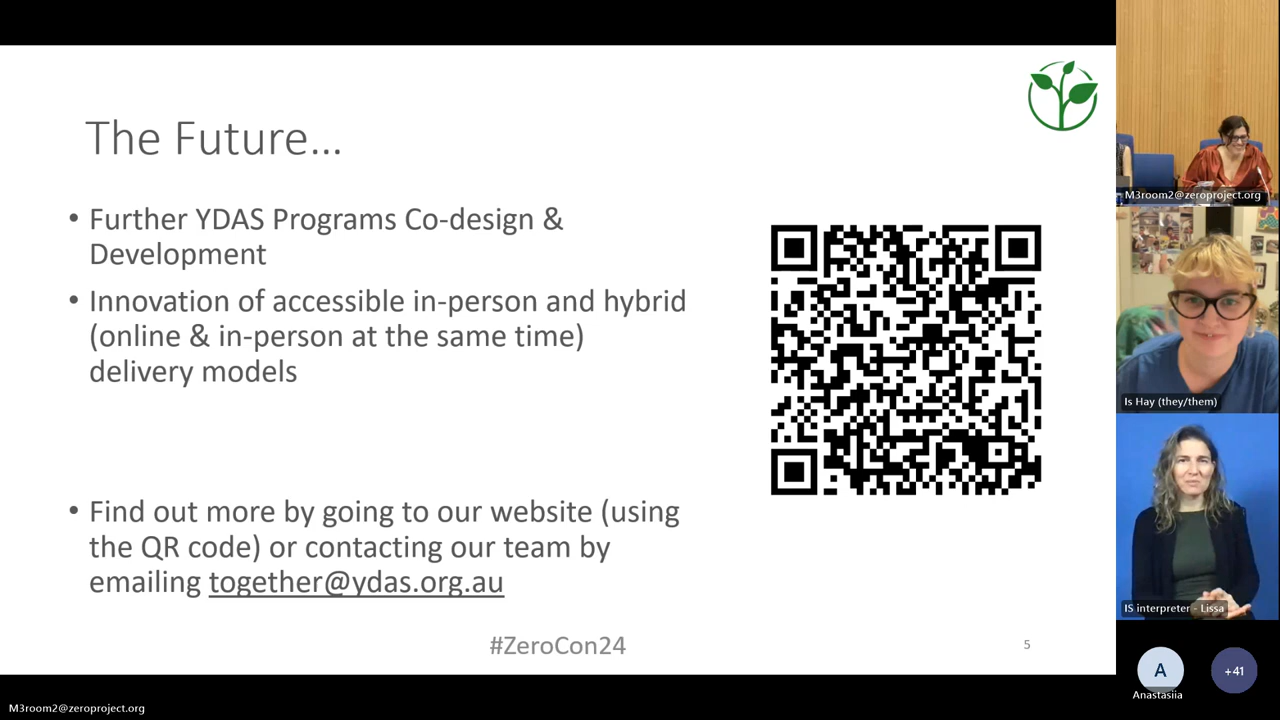 The Future...
• Further YDAS Programs Co-design &
Development
• Innovation of accessible in-person and hybrid
(online & in-person at the same time)
delivery models
• Find out more by going to our website (using
the QR code) or contacting our team by
emailing together@ydas.org.au
#ZeroCon24
5
M3room2@zeroproject.org
Is Hay (they/them)
IS interpreter - Lissa
A
Anastasiia
+41
M3room2@zeroproject.org